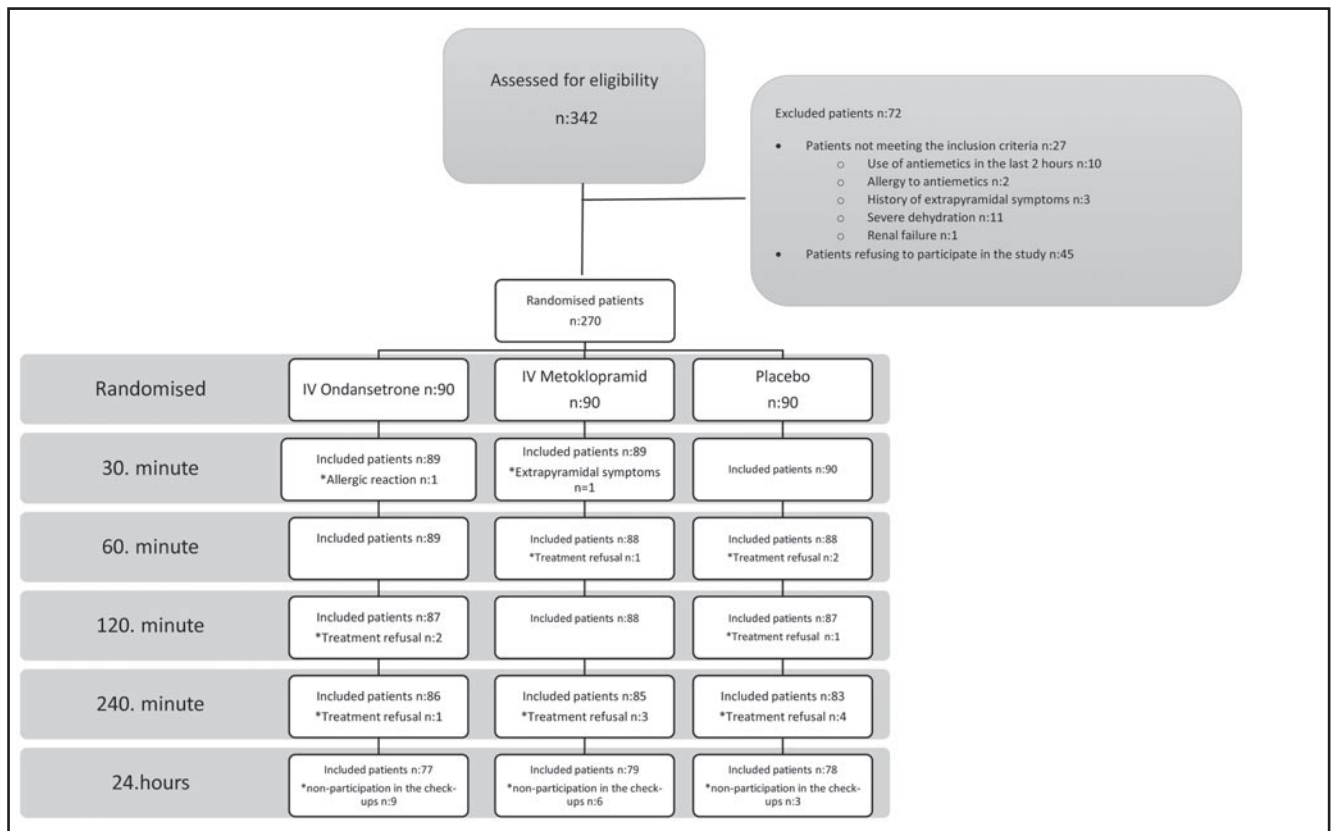 Assessed for eligibility
n:342
Excluded patients n:72
• Patients not meeting the inclusion criteria n:27
o Use of antiemetics in the last 2 hours n:10
o Allergy to antiemetics n:2
o History of extrapyramidal symptoms n:3
o Severe dehydration n:11
o Renal failure n:1
• Patients refusing to participate in the study n:45
Randomised patients
n:270
Randomised
IV Ondansetrone n:90
IV Metoklopramid
n:90
Placebo
n:90
30. minute
Included patients n:89
*Allergic reaction n:1
Included patients n:89
*Extrapyramidal symptoms
n=1
Included patients n:90
60. minute
Included patients n:89
Included patients n:88
*Treatment refusal n:1
Included patients n:88
*Treatment refusal n:2
120. minute
Included patients n:87
*Treatment refusal n:2
Included patients n:88
Included patients n:87
*Treatment refusal n:1
240. minute
Included patients n:86
*Treatment refusal n:1
Included patients n:85
*Treatment refusal n:3
Included patients n:83
*Treatment refusal n:4
24.hours
Included patients n:77
*non-participation in the check-
ups n:9
Included patients n:79
*non-participation in the check-
ups n:6
Included patients n:78
*non-participation in the check-
ups n:3